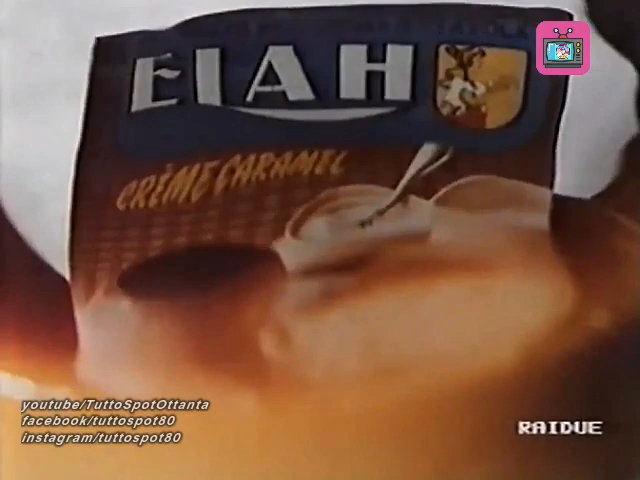 ELAH
CRÈME CARAMEL
youtube/TuttoSpotOttanta
facebook/tuttospot80
instagram/tuttospot80
RAIDUE